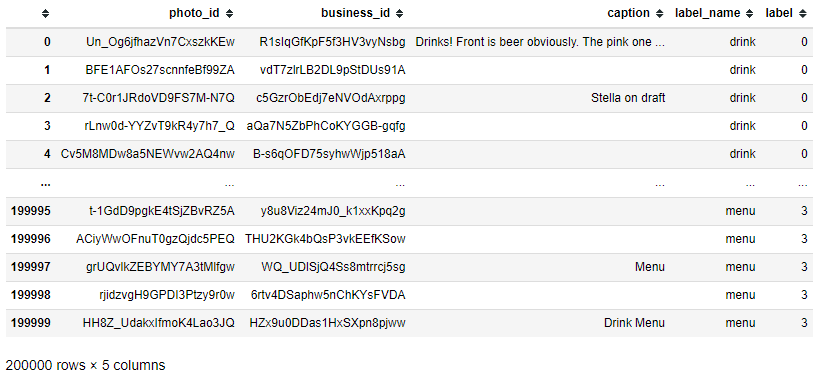 photo_id business_id caption label_name label
0 Un_Og6jfhazVn7CxszkKEw R1sIqGfKpF5f3HV3vyNsbg Drinks! Front is beer obviously. The pink one ... drink 0
1 BFE1AFOs27scnnfeBf99ZA vdT7zlrLB2DL9pStDUs91A drink 0
2 7t-C0r1JRdoVD9FS7M-N7Q c5GzrObEdj7eNVOdAxrppg Stella on draft drink 0
3 rLnw0d-YYZvT9kR4y7h7_Q aQa7N5ZbPhCoKYGGB-gqfg drink 0
4 Cv5M8MDw8a5NEWvw2AQ4nw B-s6qOFD75syhwWjp518aA drink 0
... ... ... ... ... ...
199995 t-1GdD9pgkE4tSjZBvRZ5A y8u8Viz24mJ0_k1xxKpq2g menu 3
199996 ACiyWwOFnuT0gzQjdc5PEQ THU2KGk4bQsP3vkEEfKSow menu 3
199997 grUQvlkZEBYMY7A3tMlfgw WQ_UDlSjQ4Ss8mtrrcj5sg Menu menu 3
199998 rjidzvgH9GPDl3Ptzy9r0w 6rtv4DSaphw5nChKYsFVDA menu 3
199999 HH8Z_UdakxlfmoK4Lao3JQ HZx9u0DDas1HxSXpn8pjww Drink Menu menu 3
200000 rows × 5 columns